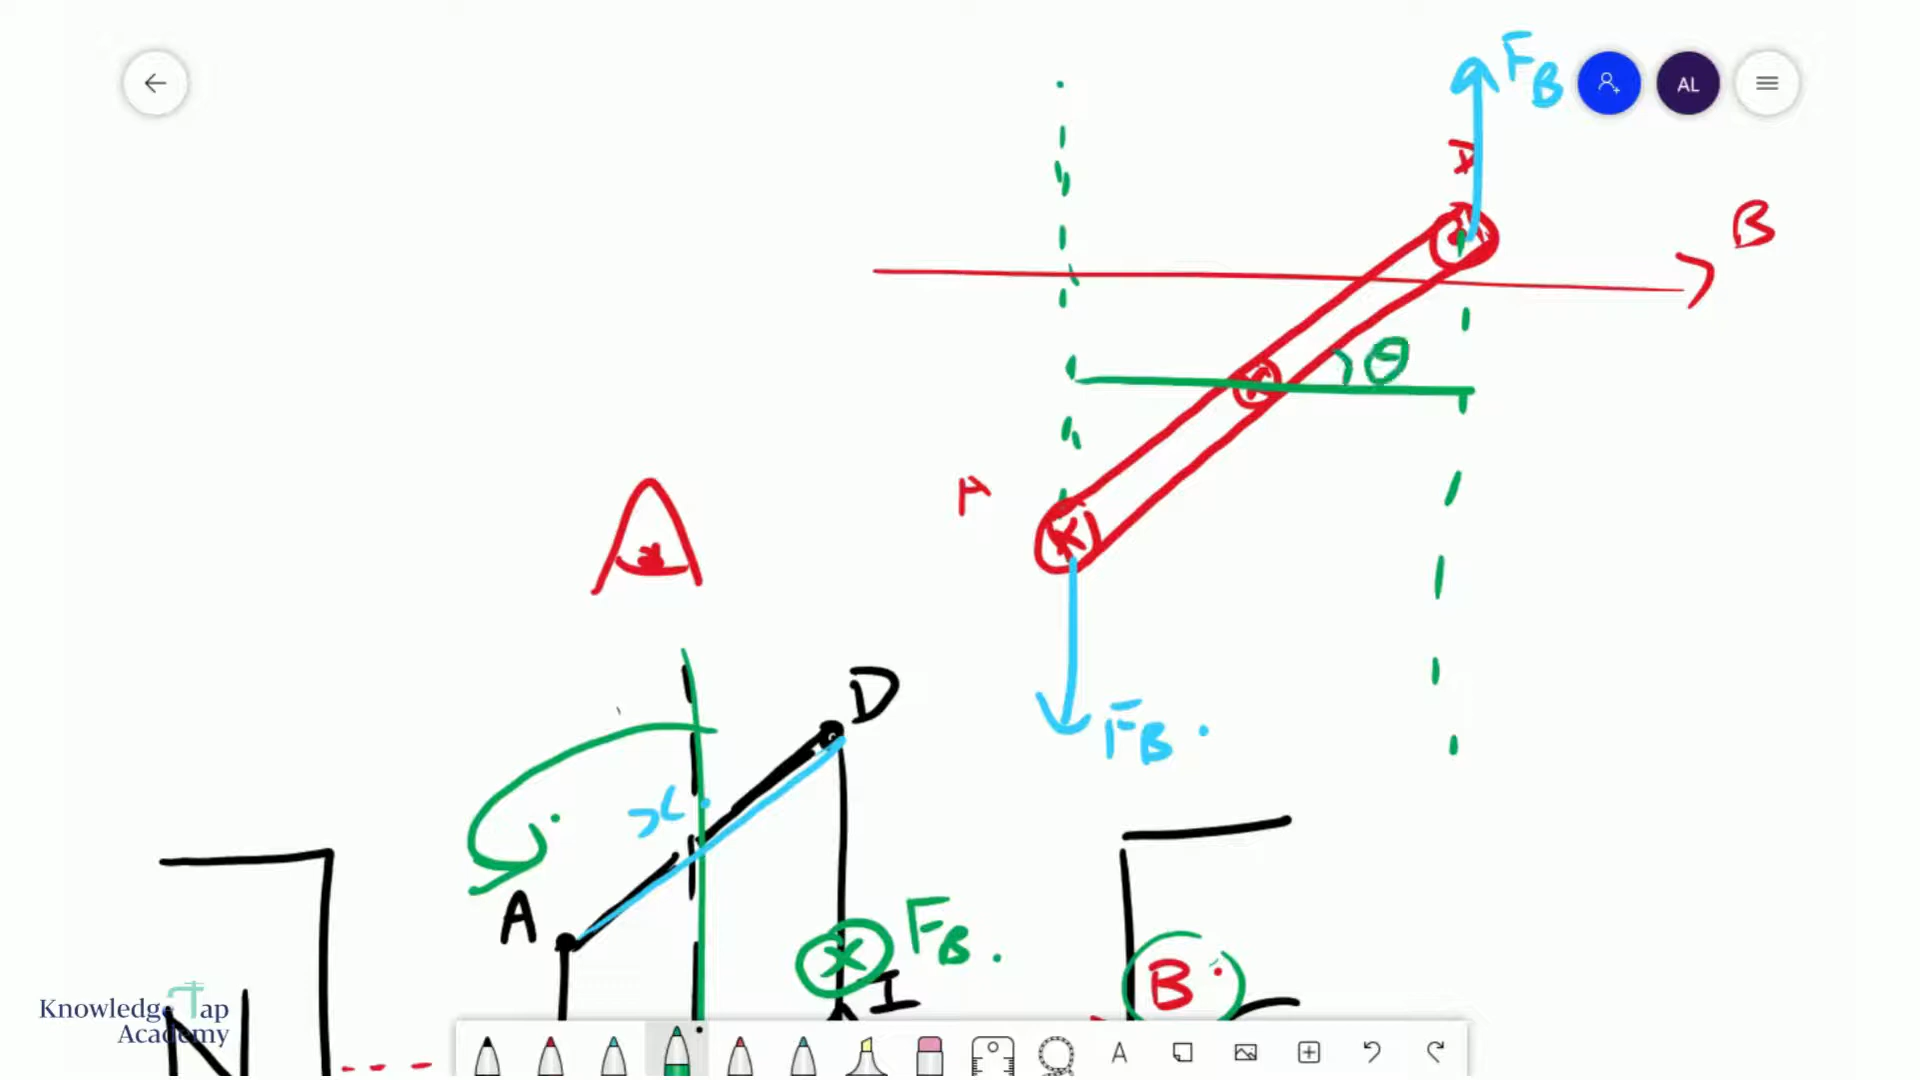 F_B
AL
B
θ
A
F_B.
D
x
A
F_B.
I
B
N
Knowledge Tap
Academy
A